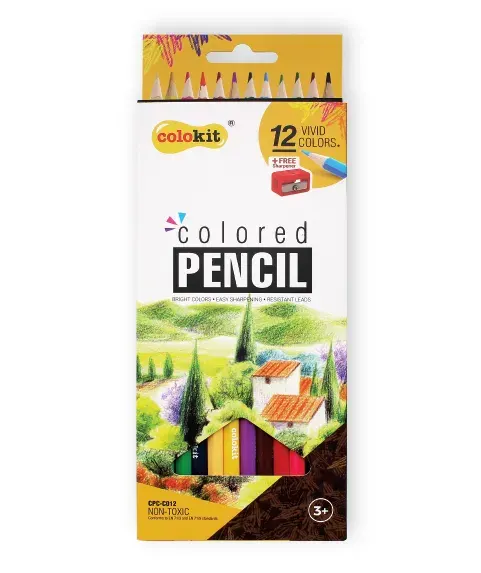 colokit®
12 VIVID
COLORS.
+ FREE
Sharpener
colored
PENCIL
BRIGHT COLORS • EASY SHARPENING • RESISTANT LEADS
colokit
kit
CPC-C012
NON-TOXIC
3+